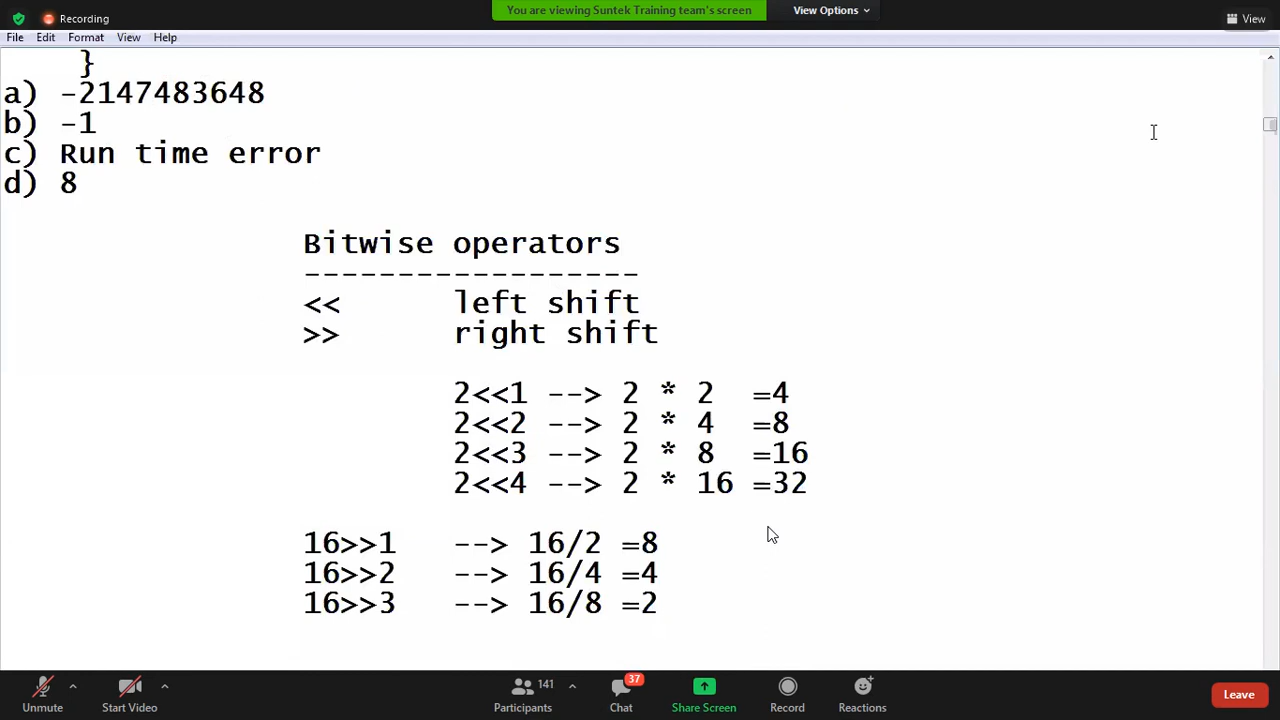 Recording
You are viewing Suntek Training team's screen
View Options
View
File Edit Format View Help
}
a) -2147483648
b) -1
c) Run time error
d) 8
Bitwise operators
------------------
<< left shift
>> right shift
2<<1 --> 2 * 2 =4
2<<2 --> 2 * 4 =8
2<<3 --> 2 * 8 =16
2<<4 --> 2 * 16 =32
16>>1 --> 16/2 =8
16>>2 --> 16/4 =4
16>>3 --> 16/8 =2
141
37
Unmute Start Video Participants Chat Share Screen Record Reactions Leave